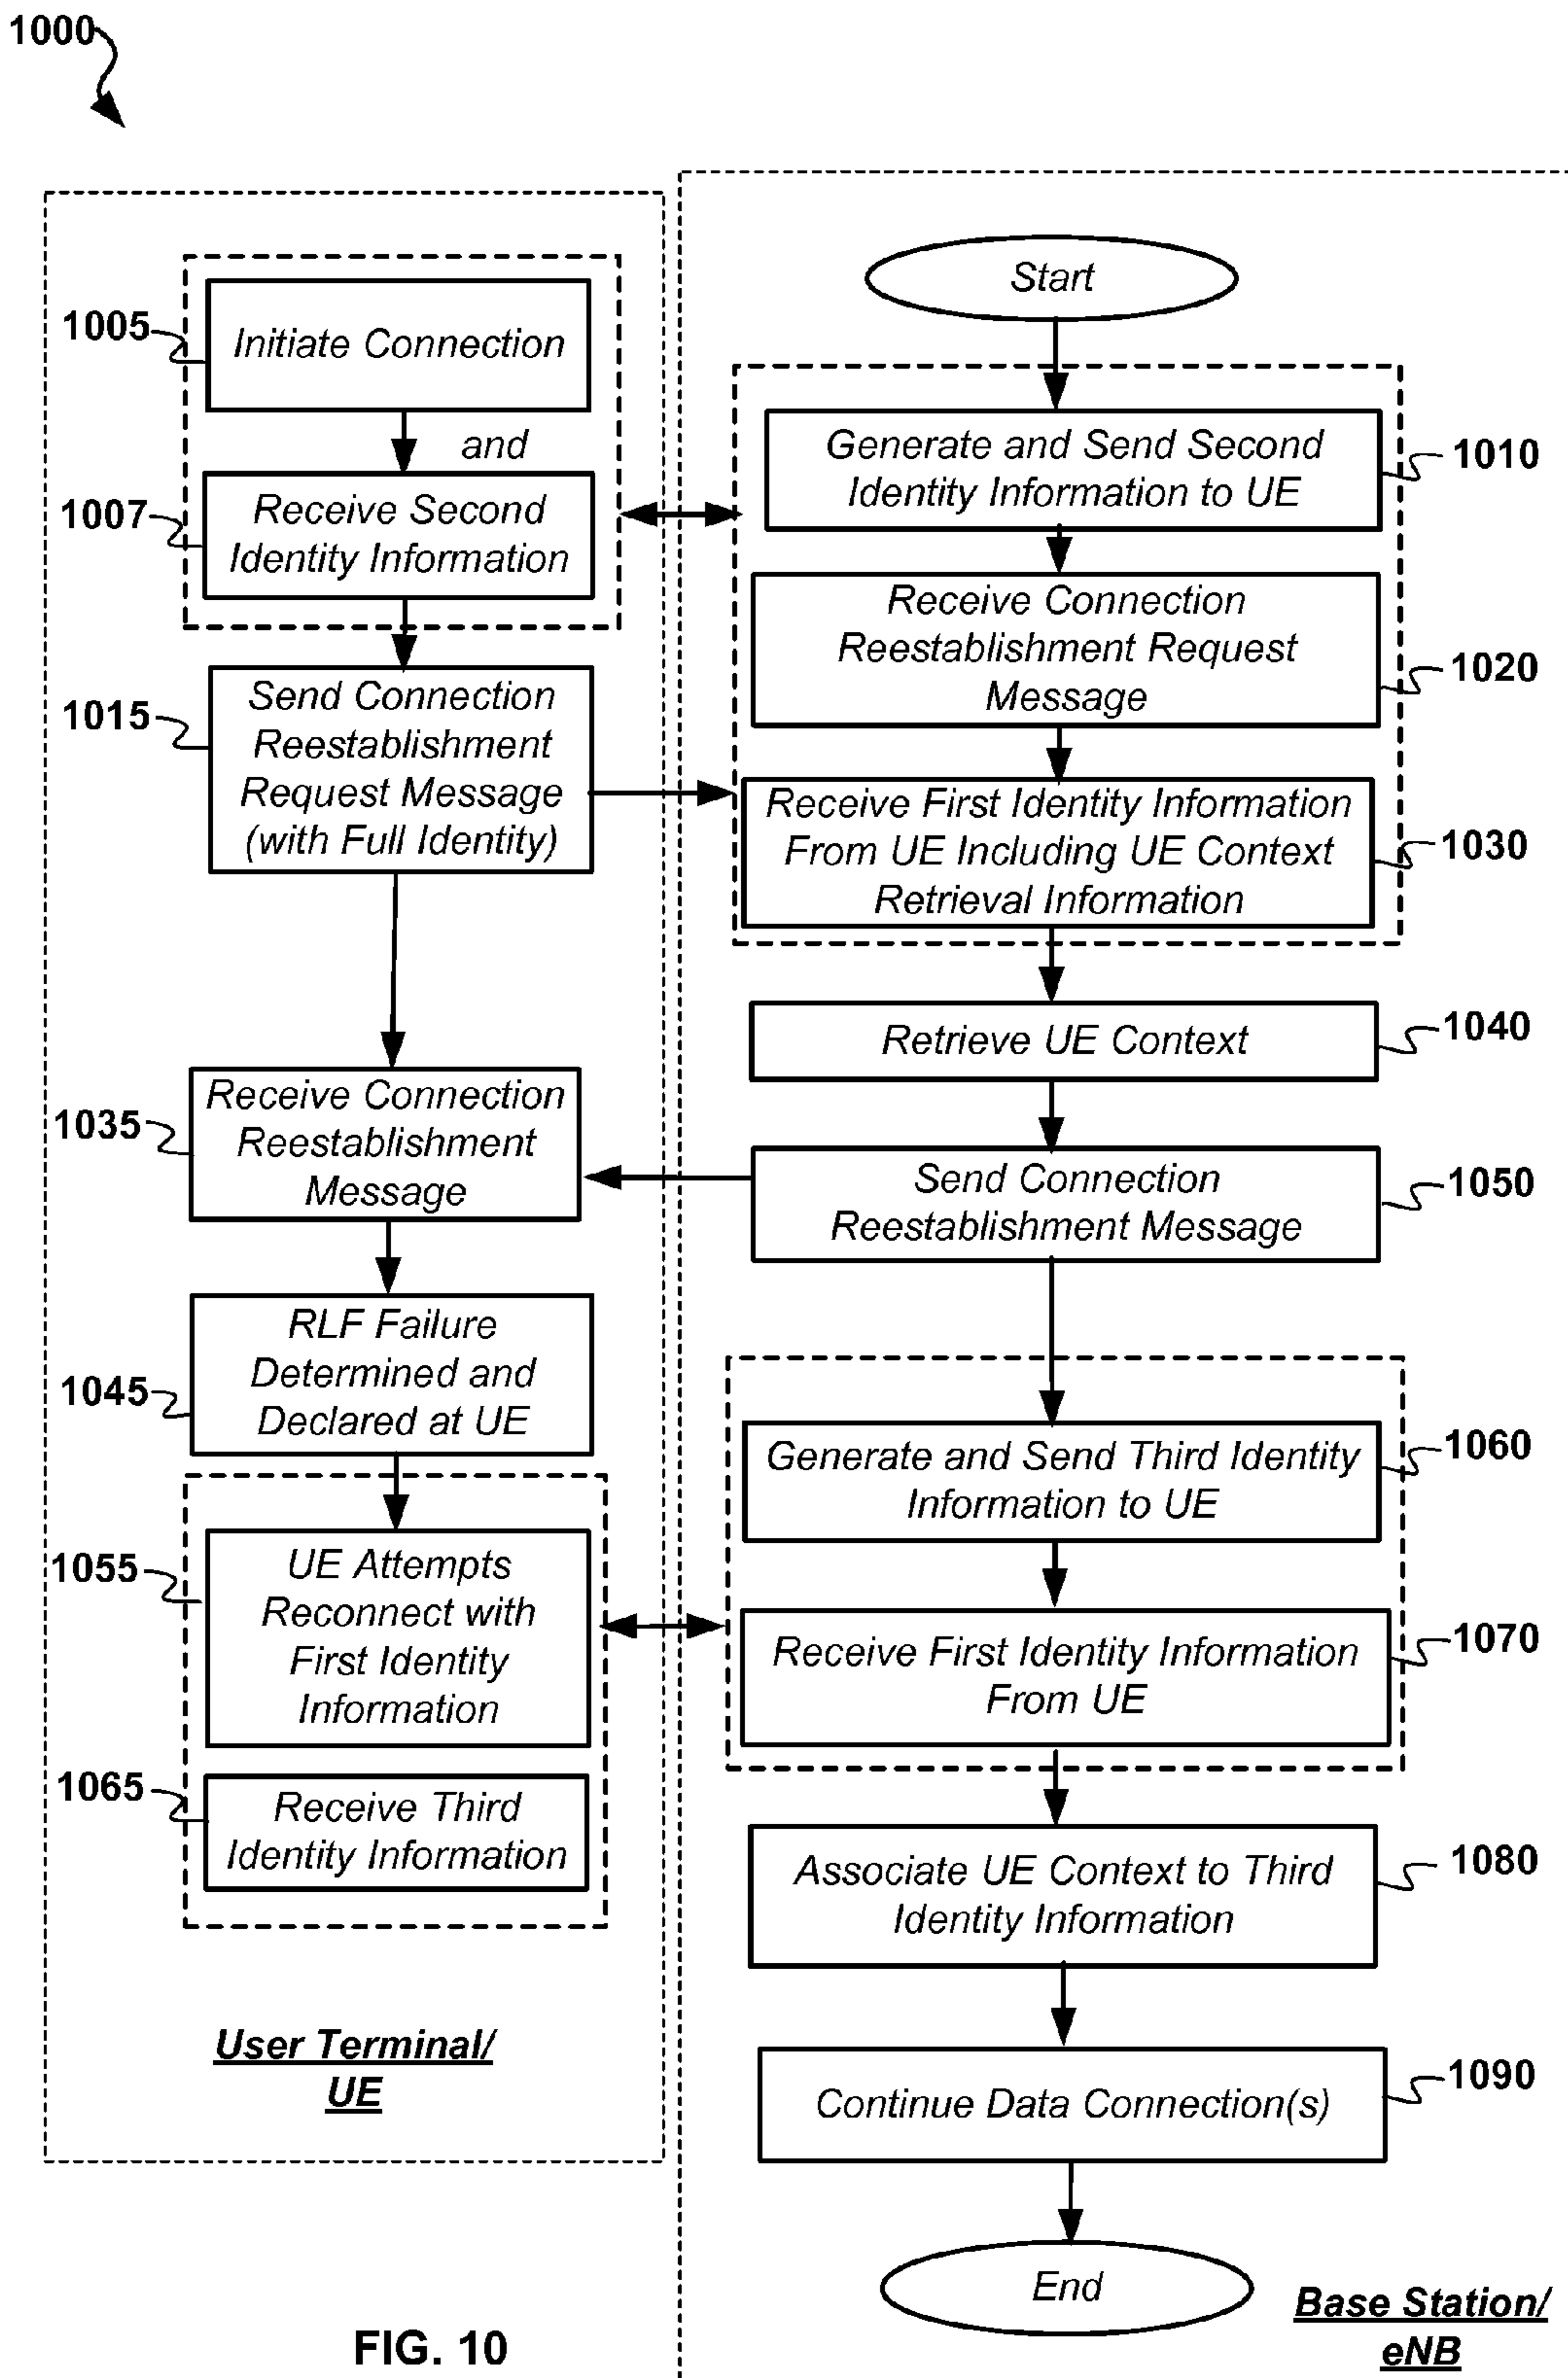 1000
Start
1005
Initiate Connection
and
1007
Receive Second
Identity Information
Generate and Send Second
Identity Information to UE
1010
Receive Connection
Reestablishment Request
Message
1020
1015
Send Connection
Reestablishment
Request Message
(with Full Identity)
Receive First Identity Information
From UE Including UE Context
Retrieval Information
1030
Retrieve UE Context
1040
1035
Receive Connection
Reestablishment
Message
Send Connection
Reestablishment Message
1050
1045
RLF Failure
Determined and
Declared at UE
Generate and Send Third Identity
Information to UE
1060
1055
UE Attempts
Reconnect with
First Identity
Information
Receive First Identity Information
From UE
1070
1065
Receive Third
Identity Information
Associate UE Context to Third
Identity Information
1080
User Terminal/
UE
Continue Data Connection(s)
1090
End
Base Station/
eNB
FIG. 10